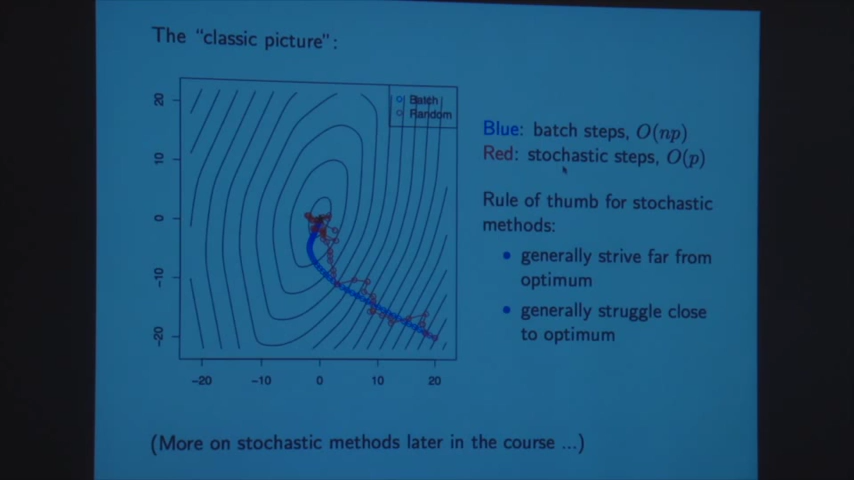 The “classic picture”:
Batch
Random
20
10
0
-10
-20
-20 -10 0 10 20
Blue: batch steps, O(np)
Red: stochastic steps, O(p)
Rule of thumb for stochastic
methods:
• generally strive far from
optimum
• generally struggle close
to optimum
(More on stochastic methods later in the course ...)